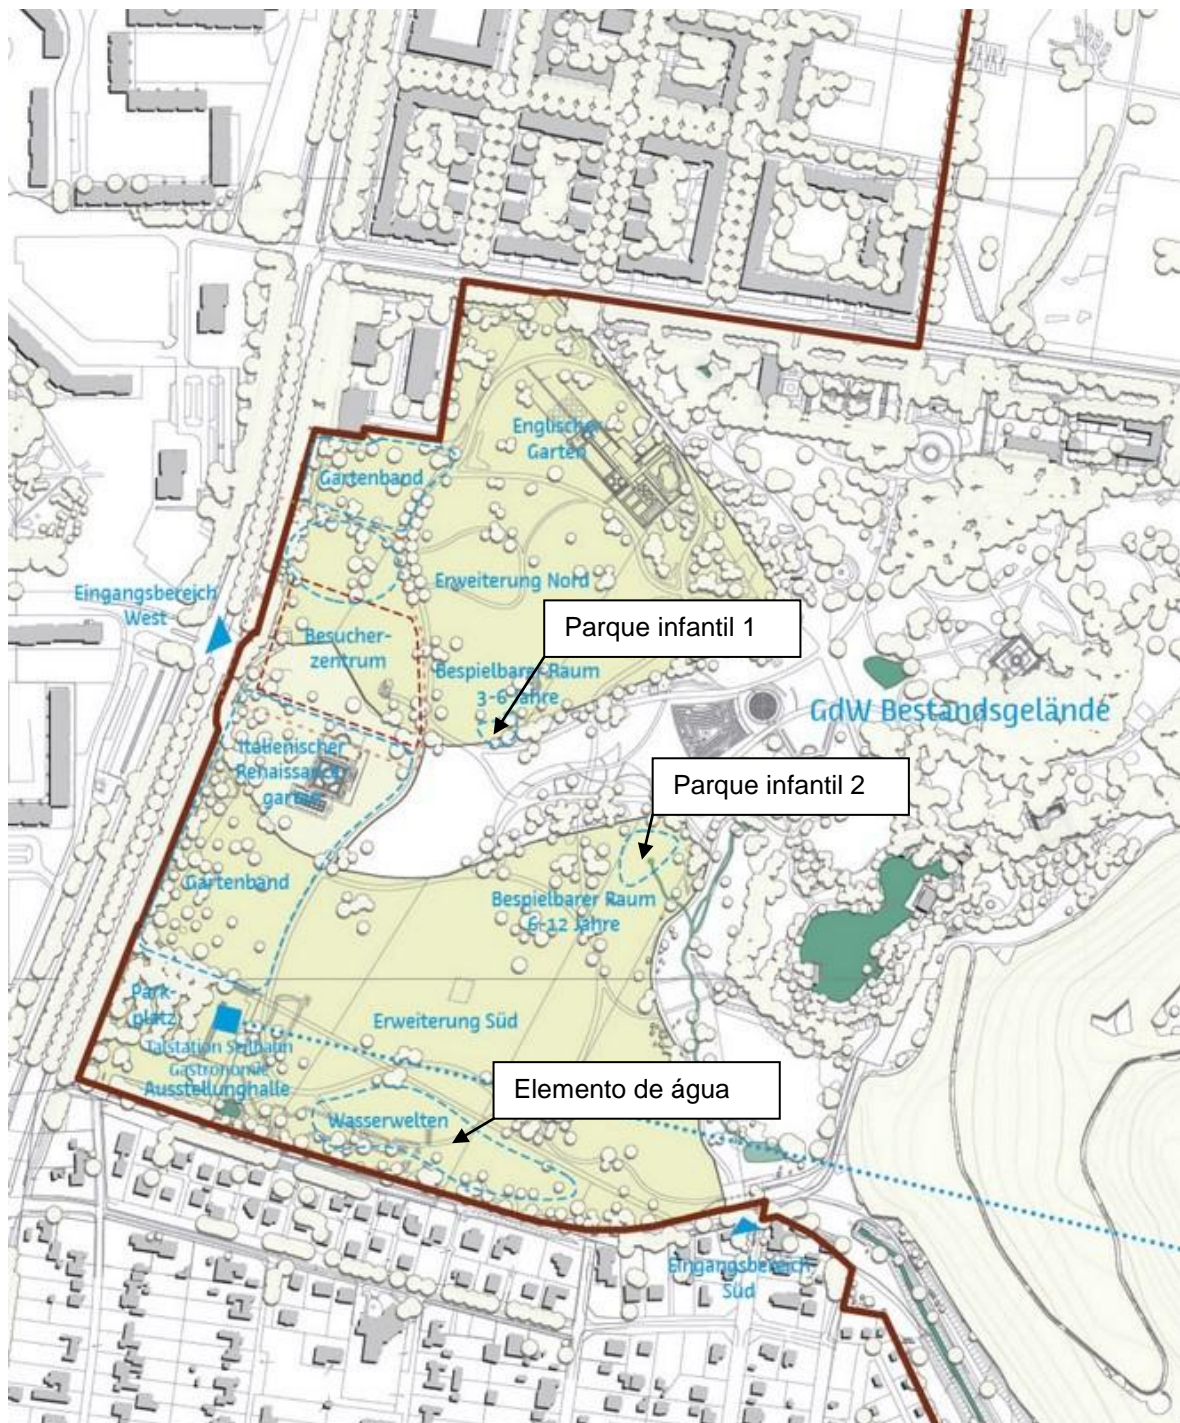 Englischer
Garten
Gartenband
Erweiterung Nord
Eingangsbereich
West
Parque infantil 1
Besucher-
zentrum
Bespielbarer Raum
3-6 Jahre
GdW Bestandsgelände
Italienischer
Renaissance-
garten
Parque infantil 2
Gartenband
Bespielbarer Raum
6-12 Jahre
Park-
platz
Erweiterung Süd
Talstation Seilbahn
Gastronomie
Ausstellunghalle
Elemento de água
Wasserwelten
Eingangsbereich
Süd